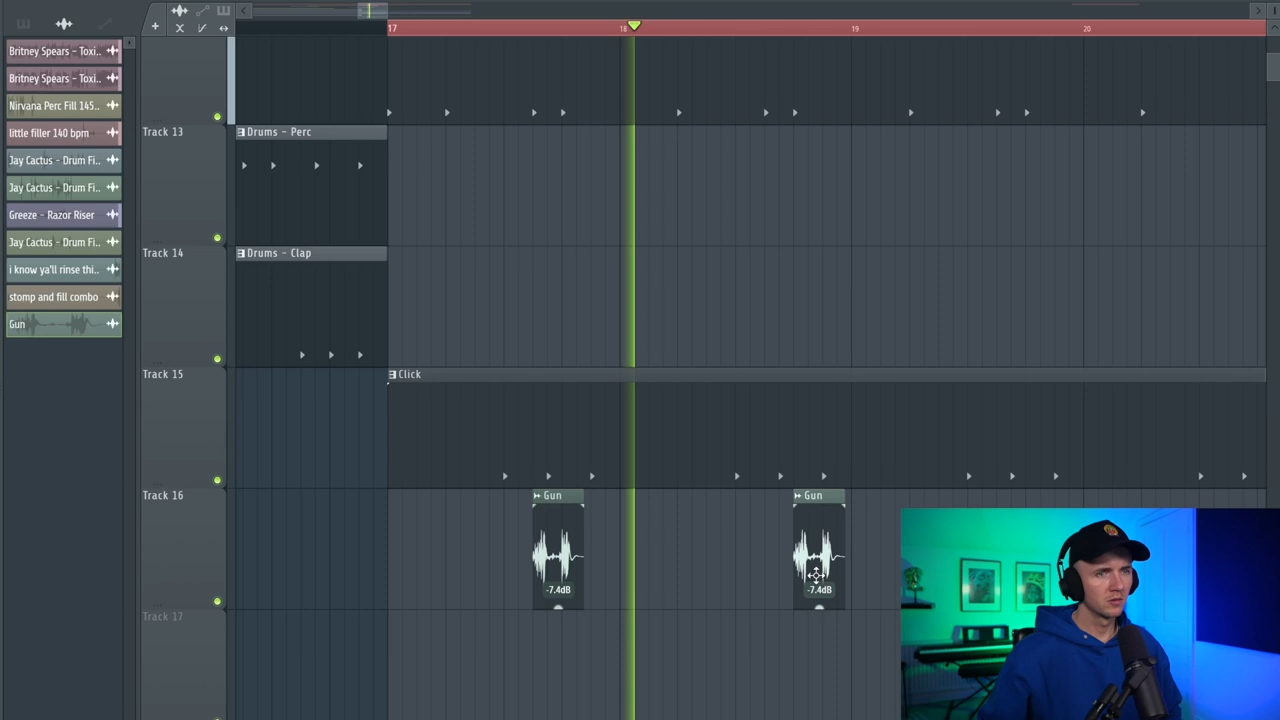 17 18 19 20
Britney Spears - Toxi..
Britney Spears - Toxi..
Nirvana Perc Fill 145..
little filler 140 bpm
Jay Cactus - Drum Fi..
Jay Cactus - Drum Fi..
Greeze - Razor Riser
Jay Cactus - Drum Fi..
i know ya'll rinse thi..
stomp and fill combo
Gun
Track 13
Drums - Perc
Track 14
Drums - Clap
Track 15
Click
Track 16
Gun
Gun
-7.4dB
-7.4dB
Track 17